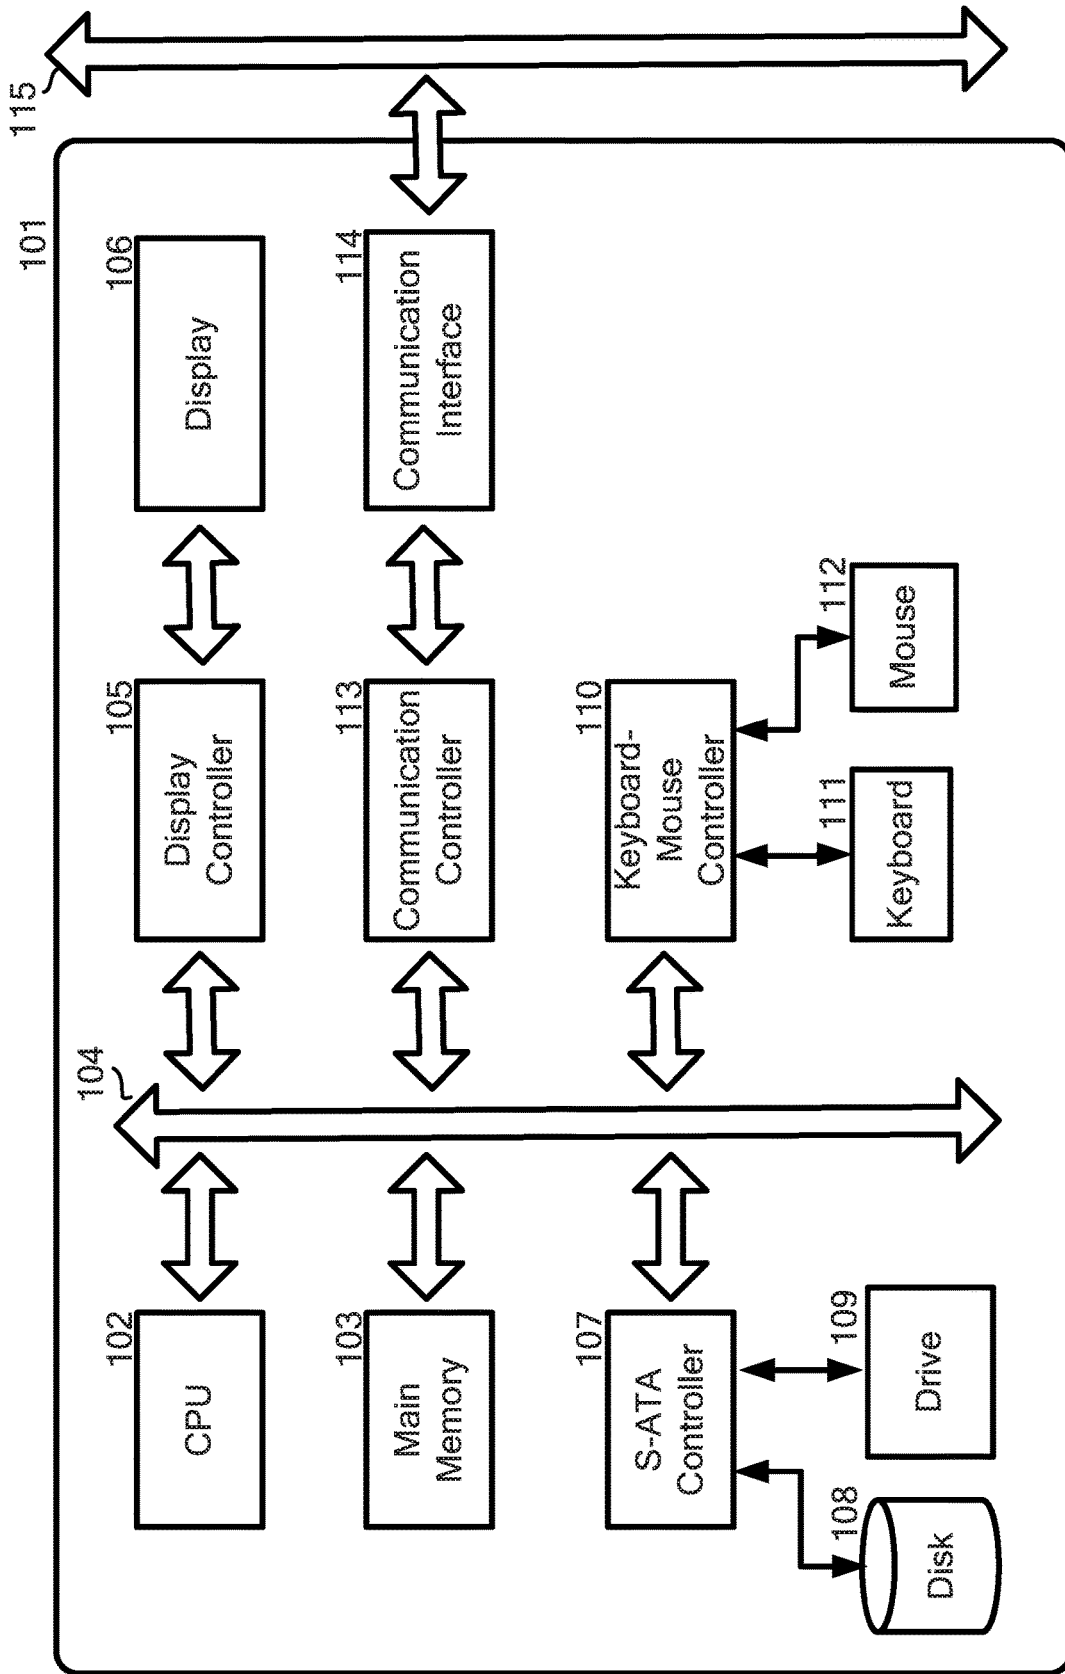 101
115
CPU
102
Main
Memory
103
S-ATA
Controller
107
Disk
108
Drive
109
104
Display
Controller
105
Display
106
Communication
Controller
113
Communication
Interface
114
Keyboard-
Mouse
Controller
110
Keyboard
111
Mouse
112